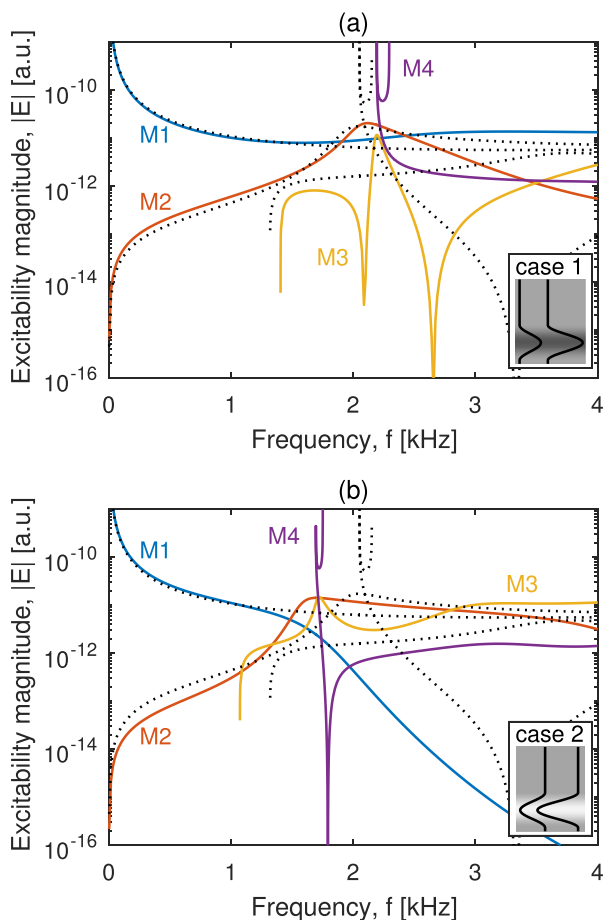 (a)
Excitability magnitude, |E| [a.u.]
10^-10
10^-12
10^-14
10^-16
M1
M2
M3
M4
case 1
0 1 2 3 4
Frequency, f [kHz]
(b)
Excitability magnitude, |E| [a.u.]
10^-10
10^-12
10^-14
10^-16
M1
M4
M3
M2
case 2
0 1 2 3 4
Frequency, f [kHz]